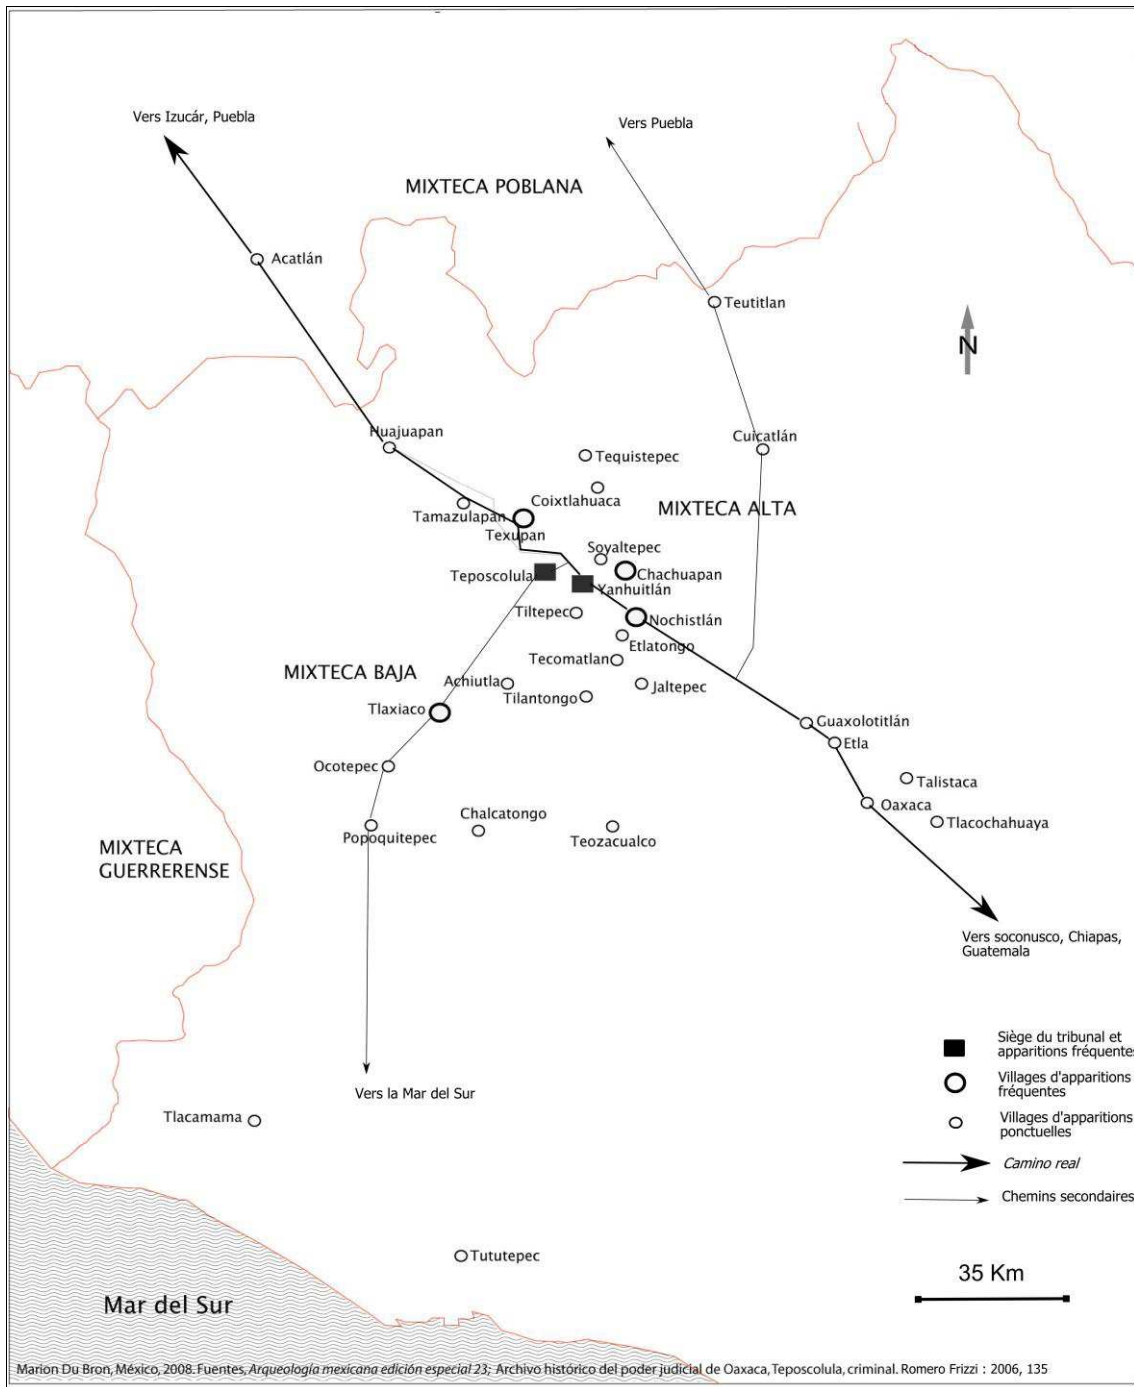 Vers Izucár, Puebla
Vers Puebla
MIXTECA POBLANA
Acatlán
Teutitlan
N
Huajuapan
Cuicatlán
Tequistepec
Coixtlahuaca
MIXTECA ALTA
Tamazulapan
Texupan
Soyaltepec
Teposcolula
Chachuapan
Yanhuitlán
Tiltepec
Nochistlán
Etlatongo
Tecomatlan
MIXTECA BAJA
Achiutla
Jaltepec
Tilantongo
Tlaxiaco
Guaxolotitlán
Etla
Ocotepec
Talistaca
Oaxaca
Chalcatongo
Tlacochahuaya
Popoquitepec
Teozacualco
MIXTECA
GUERRERENSE
Vers soconusco, Chiapas,
Guatemala
Siège du tribunal et
apparitions fréquentes
Vers la Mar del Sur
Villages d'apparitions
fréquentes
Tlacamama
Villages d'apparitions
ponctuelles
Camino real
Chemins secondaires
Tututepec
35 Km
Mar del Sur
Marion Du Bron, México, 2008. Fuentes, Arqueología mexicana edición especial 23; Archivo histórico del poder judicial de Oaxaca, Teposcolula, criminal. Romero Frizzi : 2006, 135